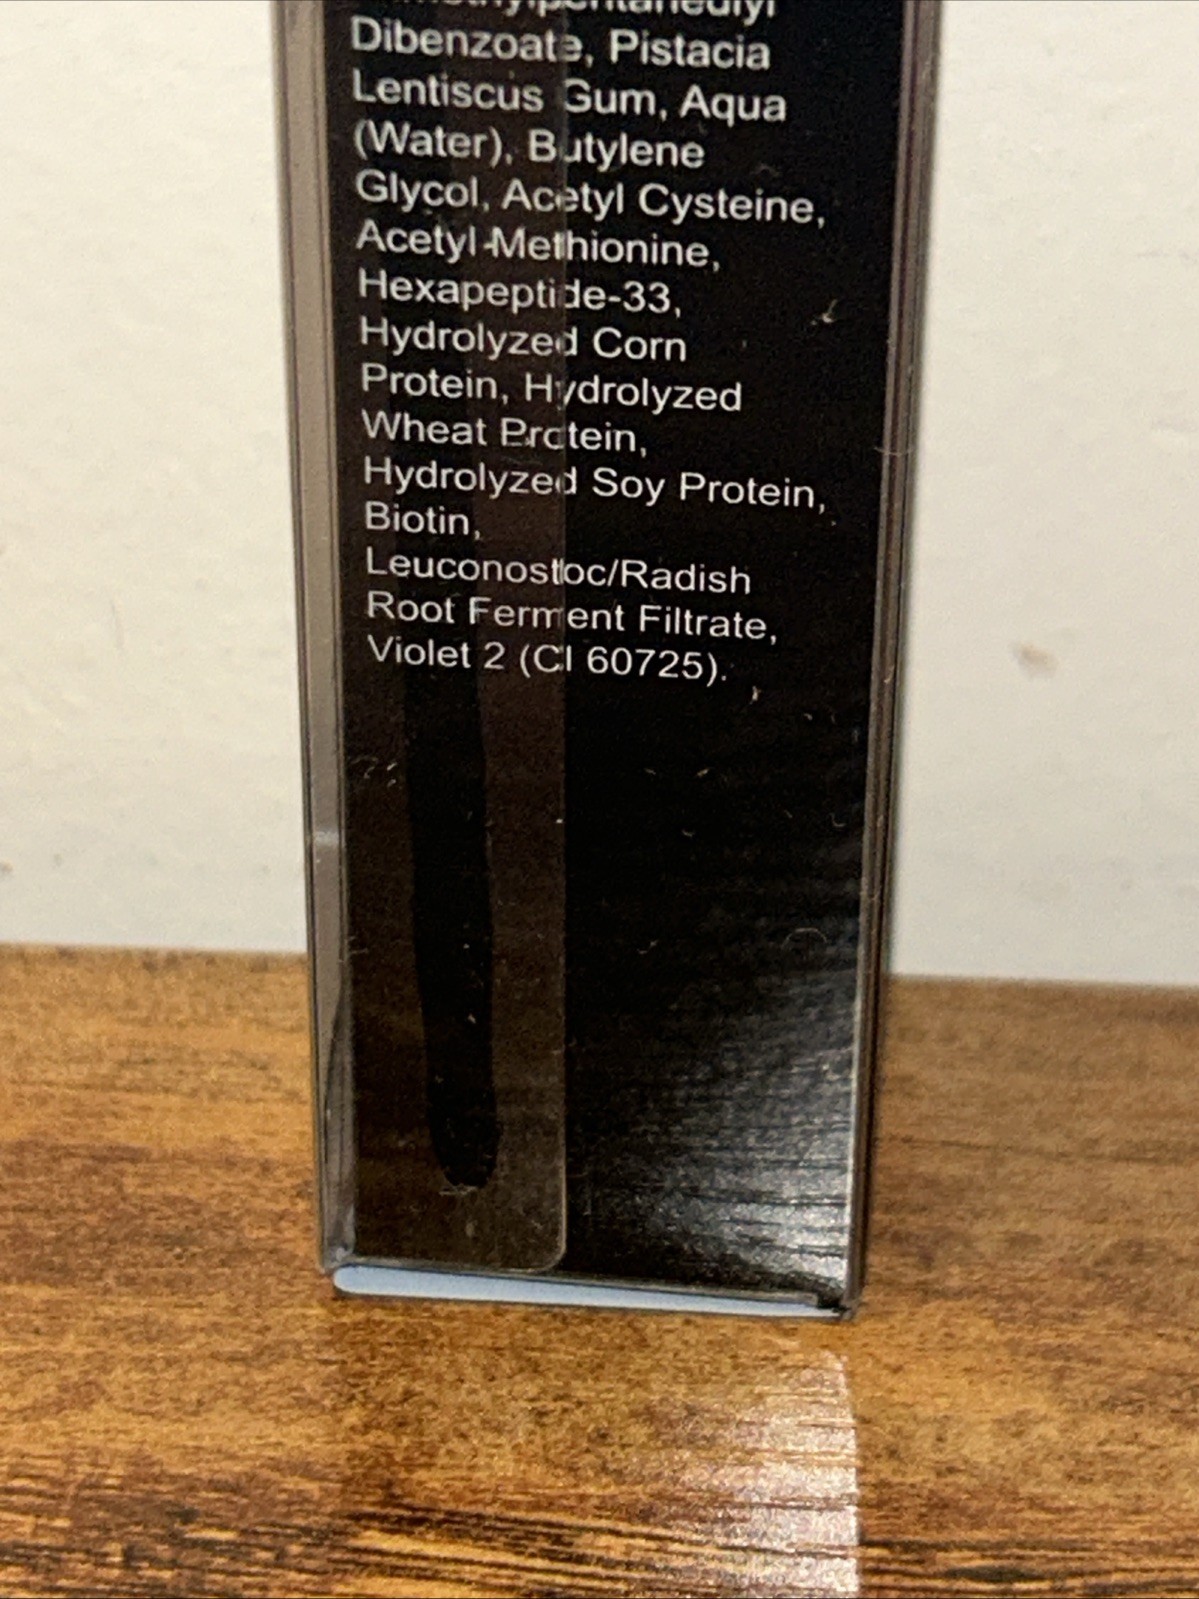 Dibenzoate, Pistacia
Lentiscus Gum, Aqua
(Water), Butylene
Glycol, Acetyl Cysteine,
Acetyl-Methionine,
Hexapeptide-33,
Hydrolyzed Corn
Protein, Hydrolyzed
Wheat Protein,
Hydrolyzed Soy Protein,
Biotin,
Leuconostoc/Radish
Root Ferment Filtrate,
Violet 2 (CI 60725).